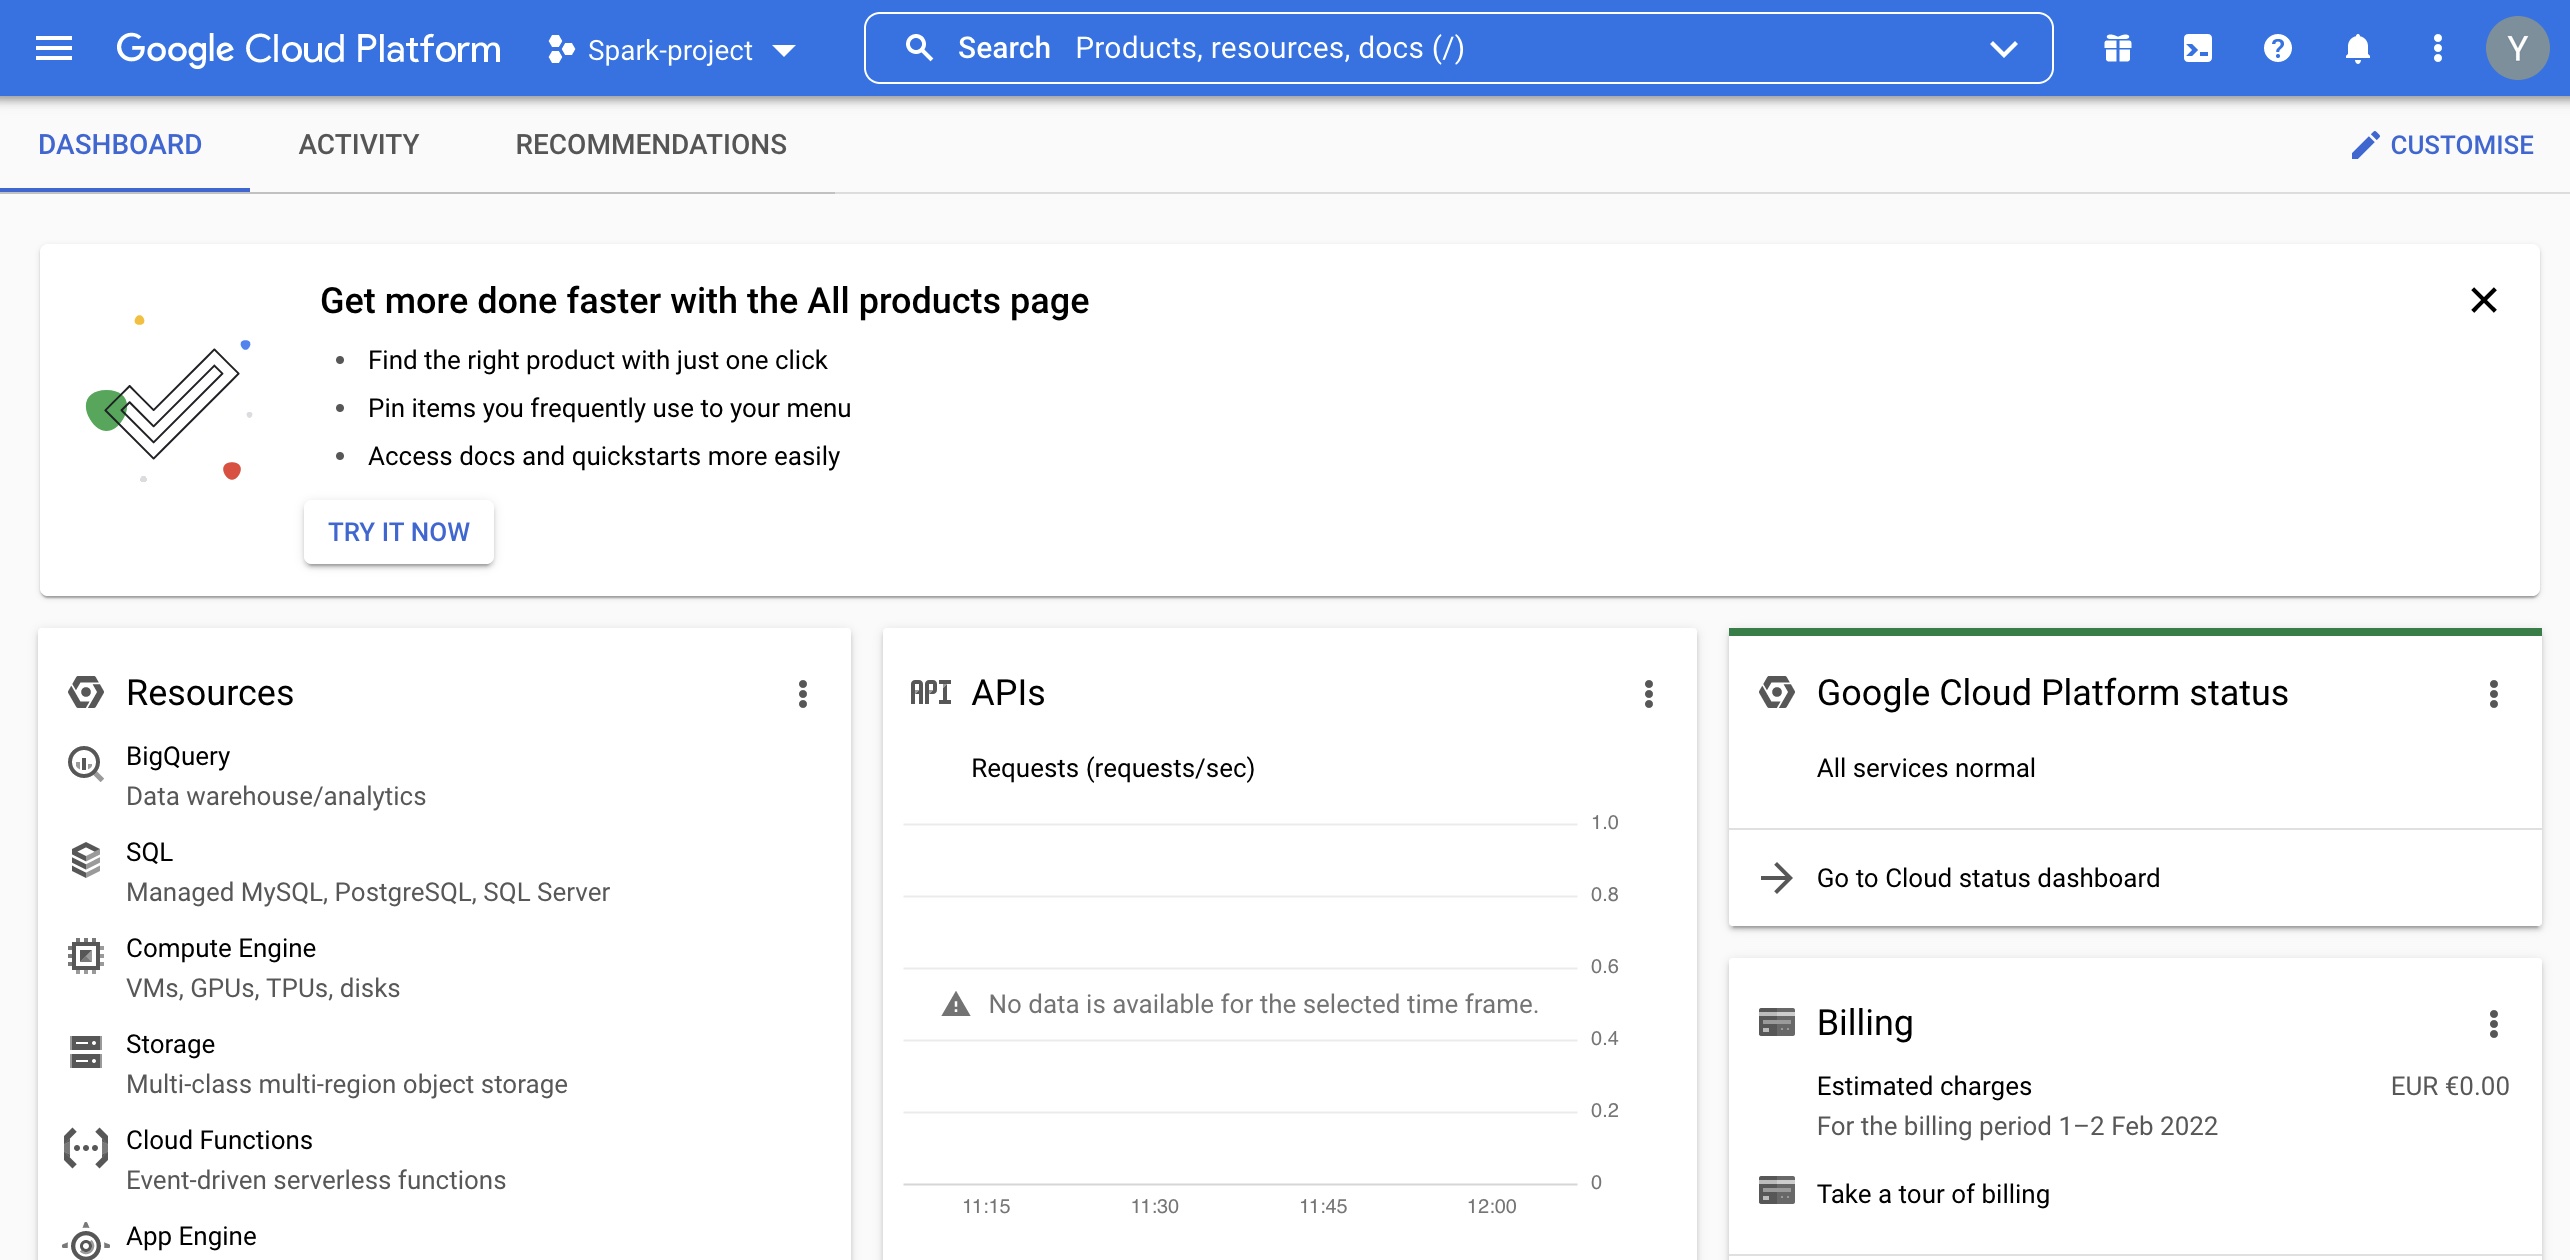 Google Cloud Platform
Spark-project
Search Products, resources, docs (/)
Y
DASHBOARD
ACTIVITY
RECOMMENDATIONS
CUSTOMISE
Get more done faster with the All products page
Find the right product with just one click
Pin items you frequently use to your menu
Access docs and quickstarts more easily
TRY IT NOW
Resources
BigQuery
Data warehouse/analytics
SQL
Managed MySQL, PostgreSQL, SQL Server
Compute Engine
VMs, GPUs, TPUs, disks
Storage
Multi-class multi-region object storage
Cloud Functions
Event-driven serverless functions
App Engine
API APIs
Requests (requests/sec)
1.0
0.8
0.6
No data is available for the selected time frame.
0.4
0.2
0
11:15
11:30
11:45
12:00
Google Cloud Platform status
All services normal
Go to Cloud status dashboard
Billing
Estimated charges
EUR €0.00
For the billing period 1–2 Feb 2022
Take a tour of billing